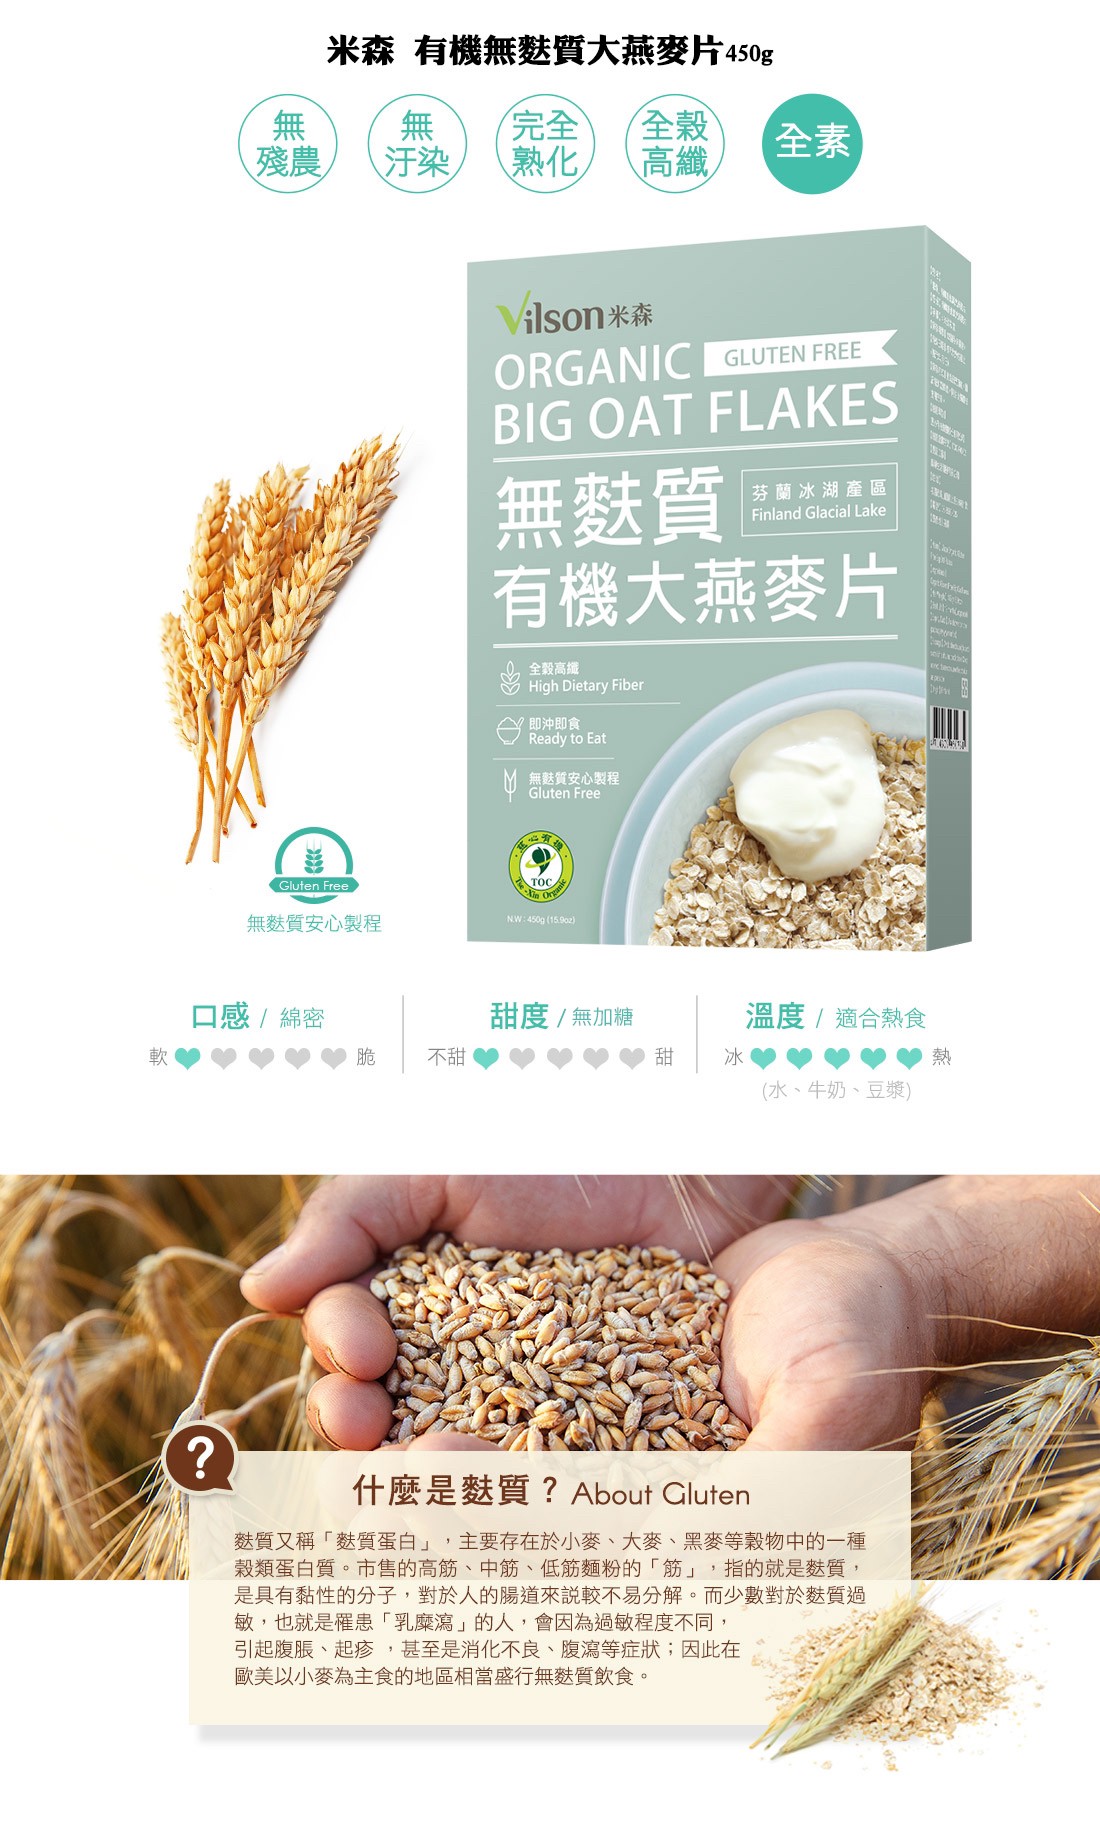 米森 有機無麩質大燕麥片450g
無
殘農
無
汙染
完全
熟化
全穀
高纖
全素
Vilson米森
ORGANIC
GLUTEN FREE
BIG OAT FLAKES
無麩質
芬蘭冰湖產區
Finland Glacial Lake
有機大燕麥片
全穀高纖
High Dietary Fiber
即沖即食
Ready to Eat
無麩質安心製程
Gluten Free
慈心有機
TOC
Tse-Xin Organic
N.W : 450g (15.9oz)
Gluten Free
無麩質安心製程
口感 / 綿密
軟 脆
甜度 / 無加糖
不甜 甜
溫度 / 適合熱食
冰 熱
(水、牛奶、豆漿)
?
什麼是麩質？About Gluten
麩質又稱「麩質蛋白」，主要存在於小麥、大麥、黑麥等穀物中的一種
穀類蛋白質。市售的高筋、中筋、低筋麵粉的「筋」，指的就是麩質，
是具有黏性的分子，對於人的腸道來說較不易分解。而少數對於麩質過
敏，也就是罹患「乳糜瀉」的人，會因為過敏程度不同，
引起腹脹、起疹 ，甚至是消化不良、腹瀉等症狀；因此在
歐美以小麥為主食的地區相當盛行無麩質飲食。